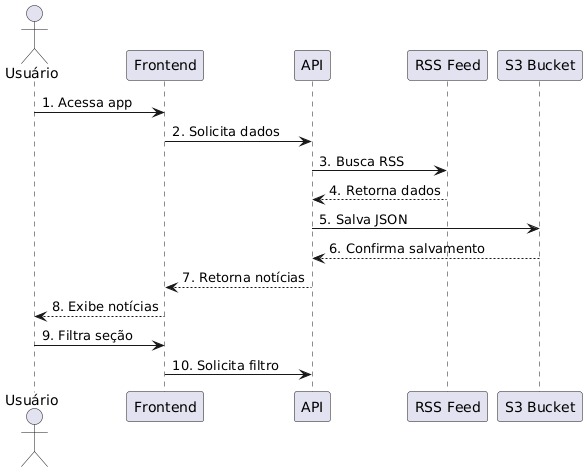 Usuário
Frontend
API
RSS Feed
S3 Bucket
1. Acessa app
2. Solicita dados
3. Busca RSS
4. Retorna dados
5. Salva JSON
6. Confirma salvamento
7. Retorna notícias
8. Exibe notícias
9. Filtra seção
10. Solicita filtro
Usuário
Frontend
API
RSS Feed
S3 Bucket